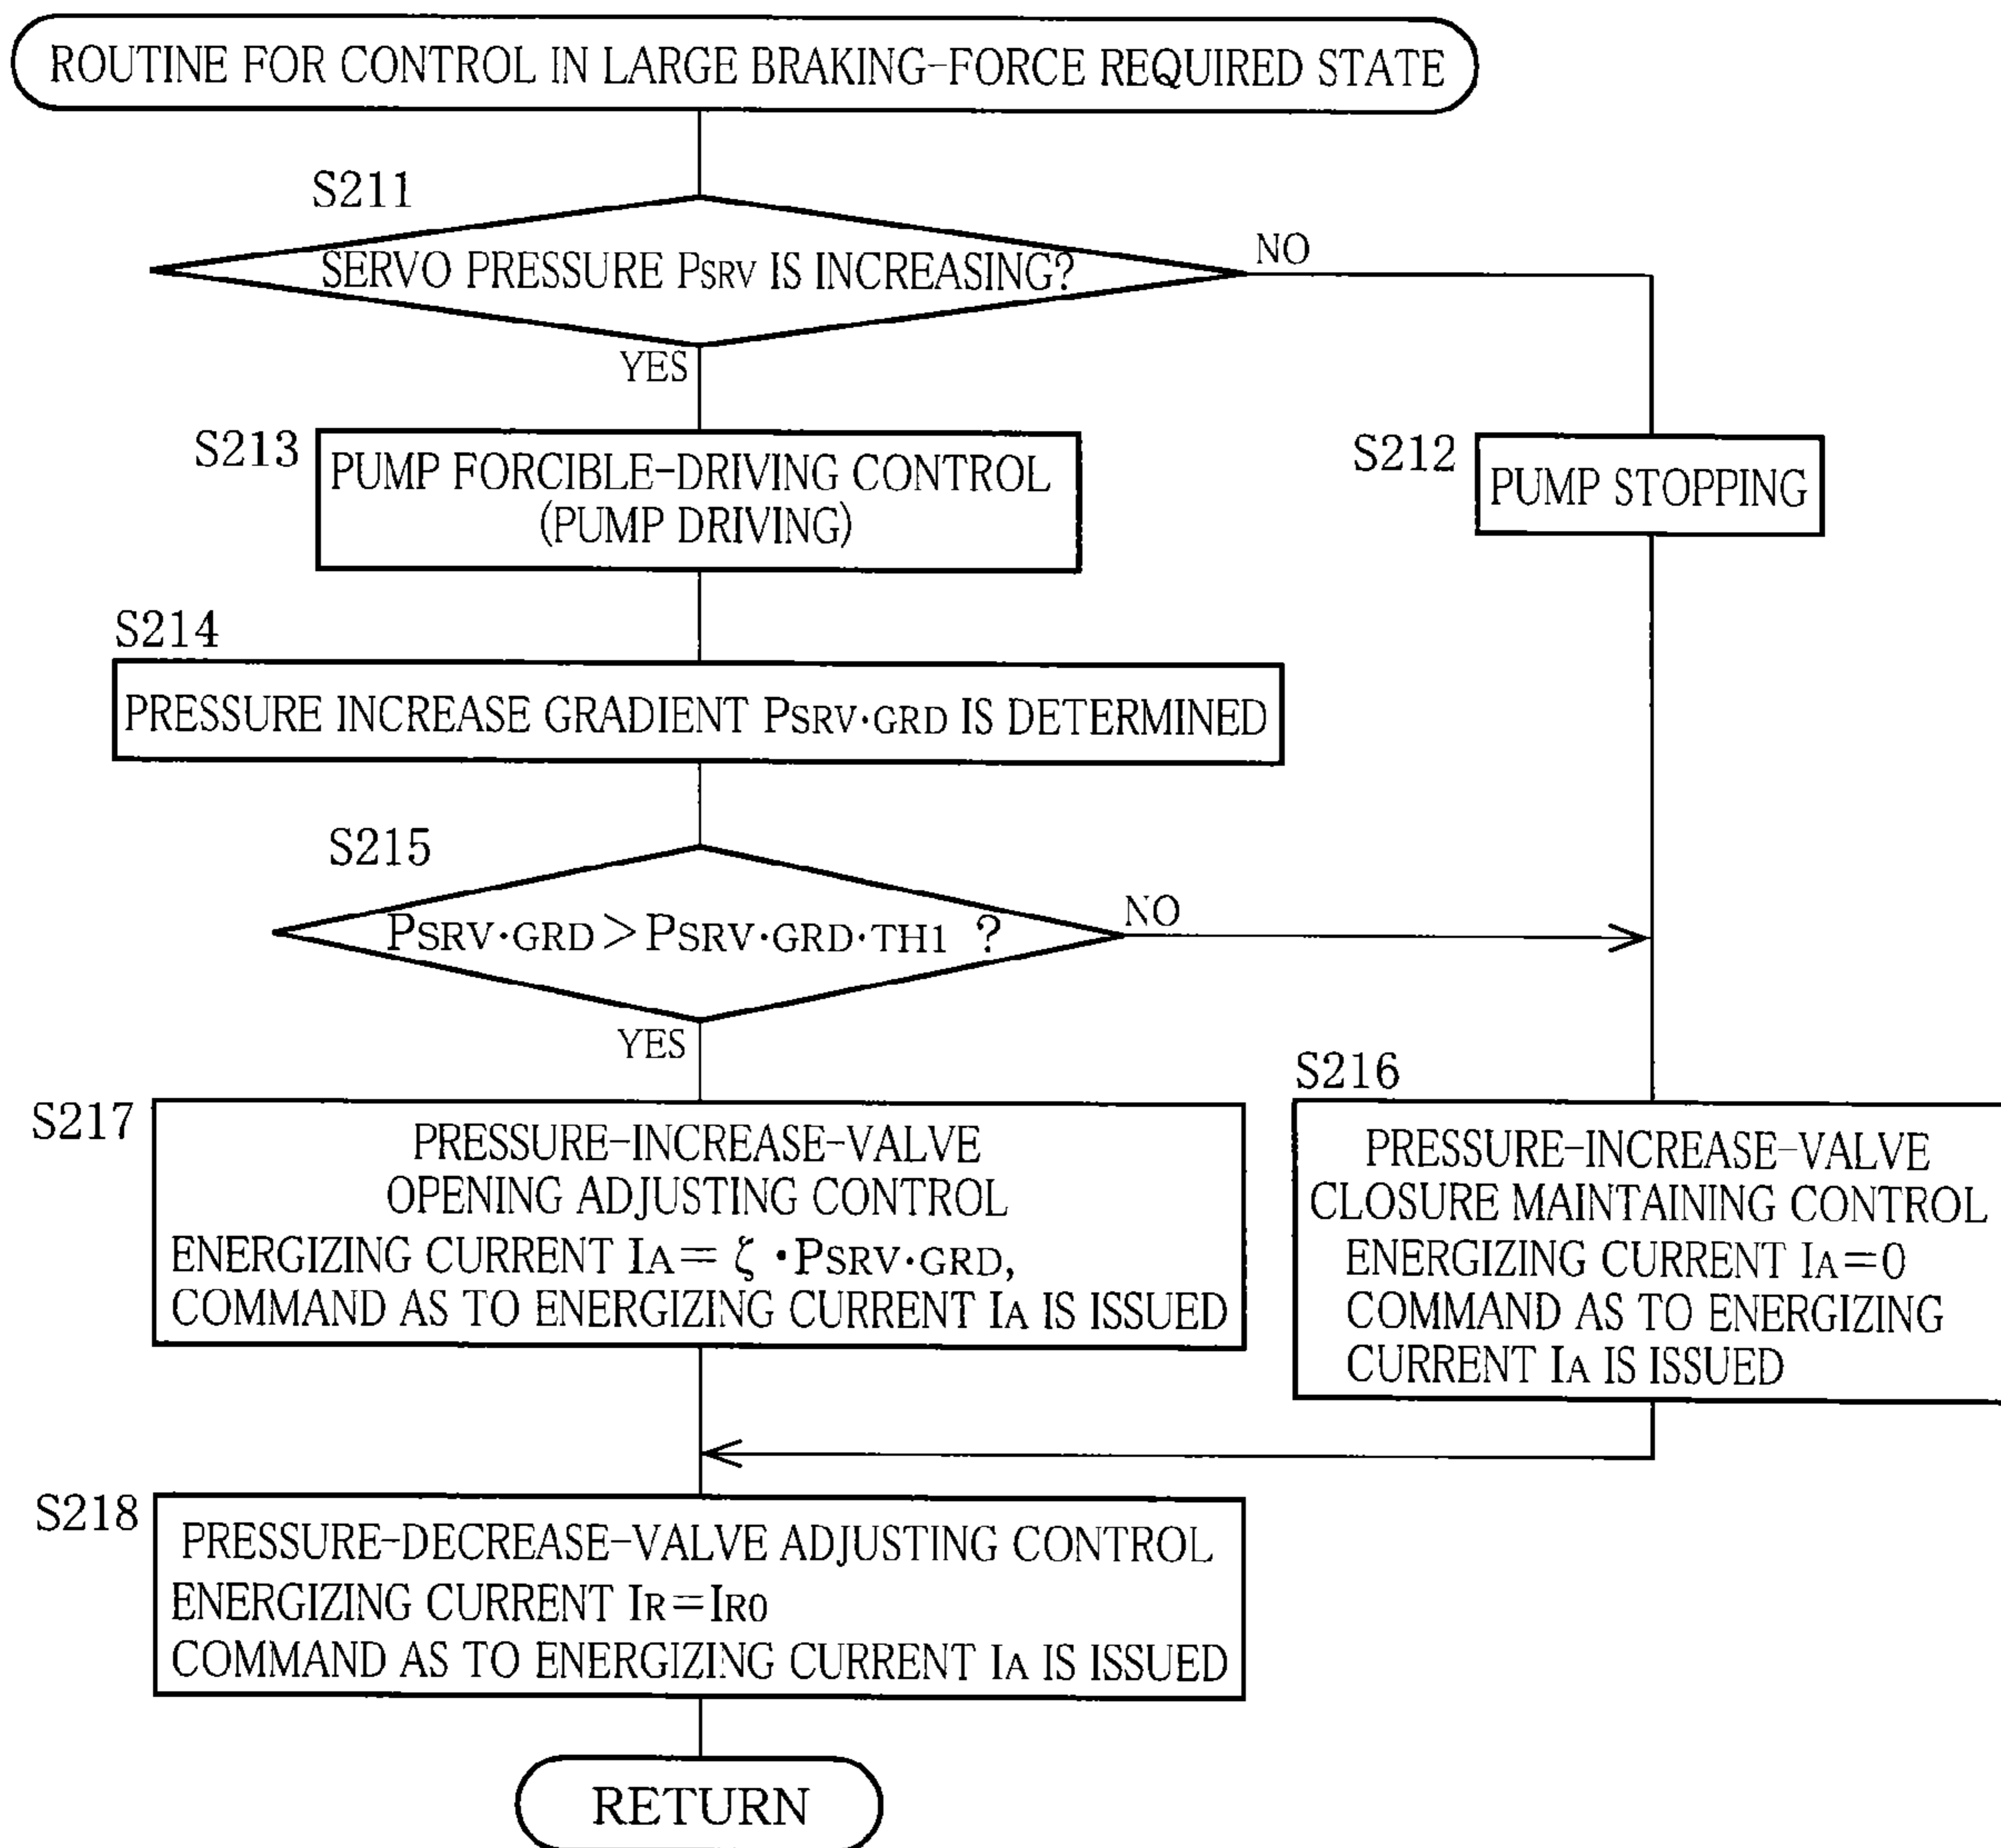 ROUTINE FOR CONTROL IN LARGE BRAKING-FORCE REQUIRED STATE
S211
SERVO PRESSURE PSRV IS INCREASING?
NO
YES
S213
PUMP FORCIBLE-DRIVING CONTROL
(PUMP DRIVING)
S212
PUMP STOPPING
S214
PRESSURE INCREASE GRADIENT PSRV·GRD IS DETERMINED
S215
PSRV·GRD>PSRV·GRD·TH1 ?
NO
YES
S217
PRESSURE-INCREASE-VALVE
OPENING ADJUSTING CONTROL
ENERGIZING CURRENT IA=ζ·PSRV·GRD,
COMMAND AS TO ENERGIZING CURRENT IA IS ISSUED
S216
PRESSURE-INCREASE-VALVE
CLOSURE MAINTAINING CONTROL
ENERGIZING CURRENT IA=0
COMMAND AS TO ENERGIZING
CURRENT IA IS ISSUED
S218
PRESSURE-DECREASE-VALVE ADJUSTING CONTROL
ENERGIZING CURRENT IR=IR0
COMMAND AS TO ENERGIZING CURRENT IA IS ISSUED
RETURN